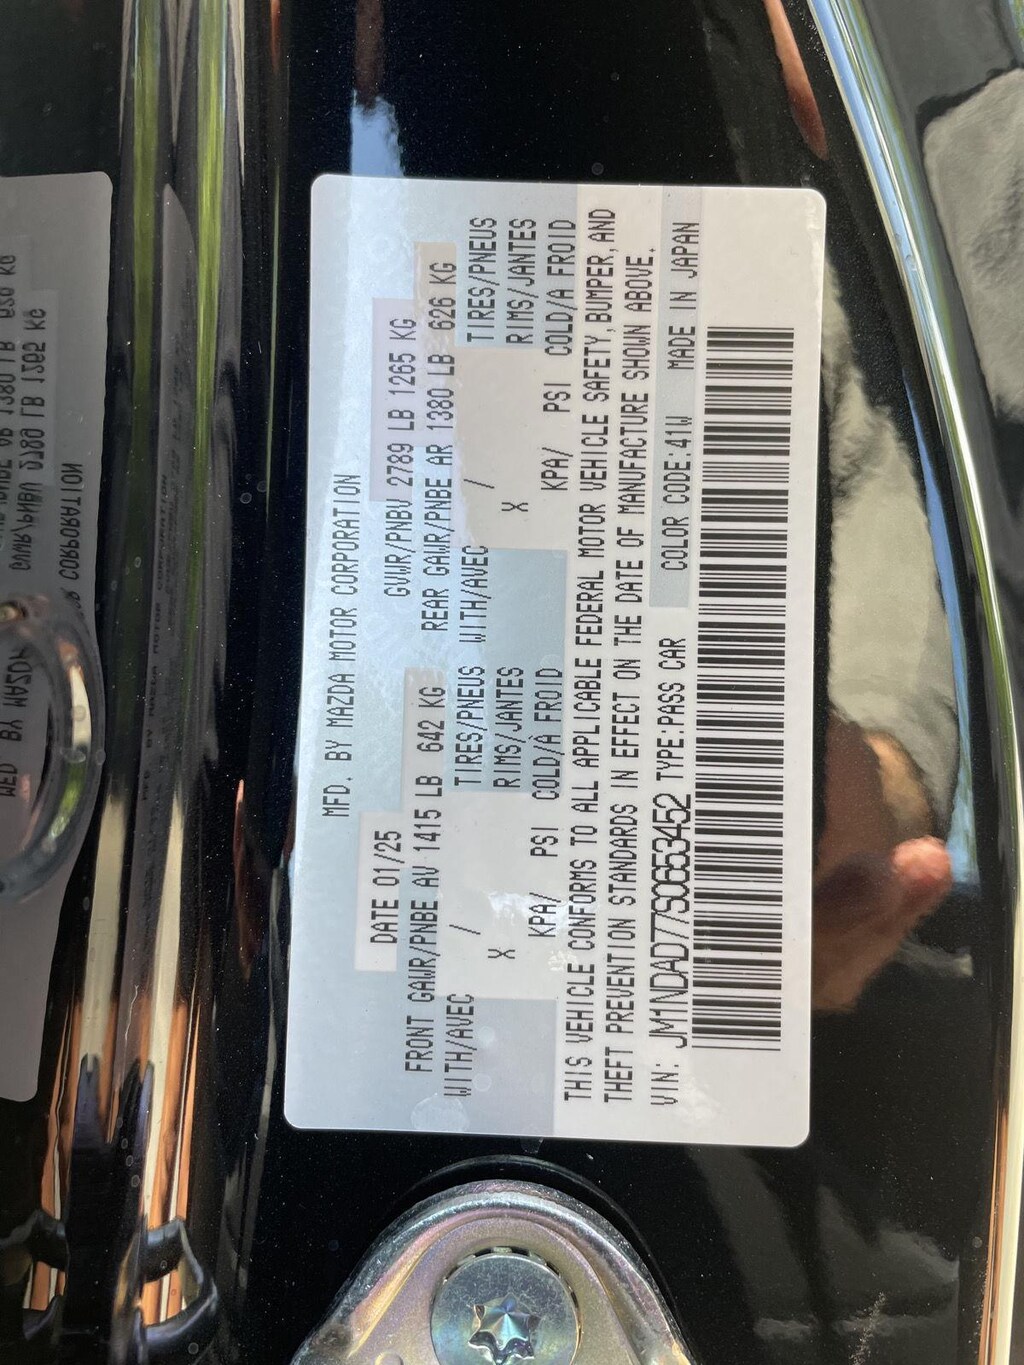 MFD. BY MAZDA MOTOR CORPORATION
DATE 01/25 GVWR/PNBV 2789 LB 1265 KG
FRONT GAWR/PNBE AV 1415 LB 642 KG REAR GAWR/PNBE AR 1380 LB 626 KG
WITH/AVEC / TIRES/PNEUS WITH/AVEC / TIRES/PNEUS
X RIMS/JANTES X RIMS/JANTES
KPA/ PSI COLD/A FROID KPA/ PSI COLD/A FROID
THIS VEHICLE CONFORMS TO ALL APPLICABLE FEDERAL MOTOR VEHICLE SAFETY, BUMPER, AND
THEFT PREVENTION STANDARDS IN EFFECT ON THE DATE OF MANUFACTURE SHOWN ABOVE.
VIN: JM1NDAD77S0653452 TYPE:PASS CAR COLOR CODE:41W MADE IN JAPAN